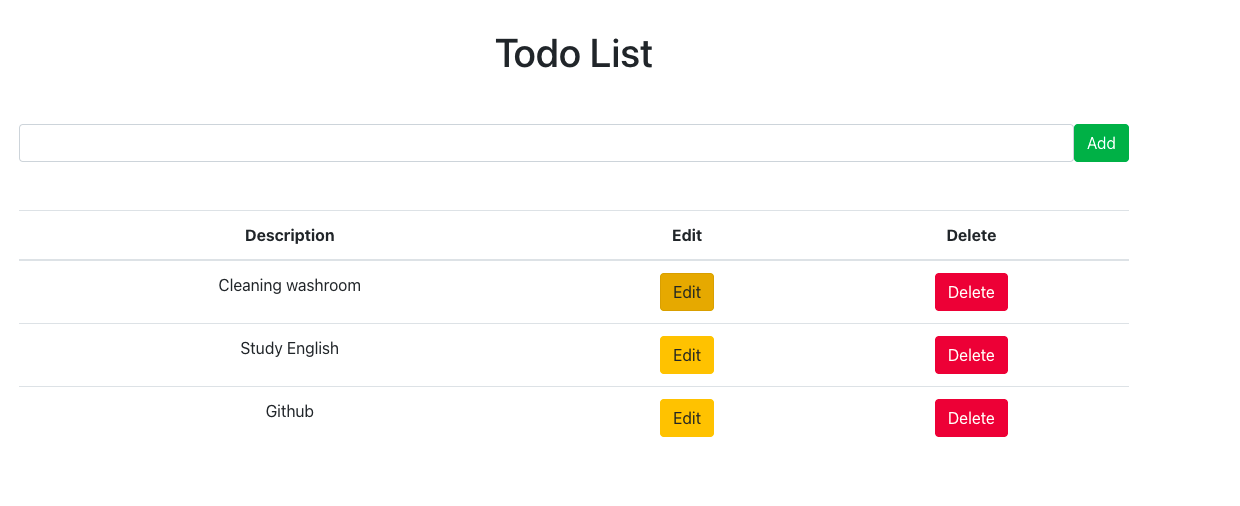 Todo List
Add
Description Edit Delete
Cleaning washroom Edit Delete
Study English Edit Delete
Github Edit Delete